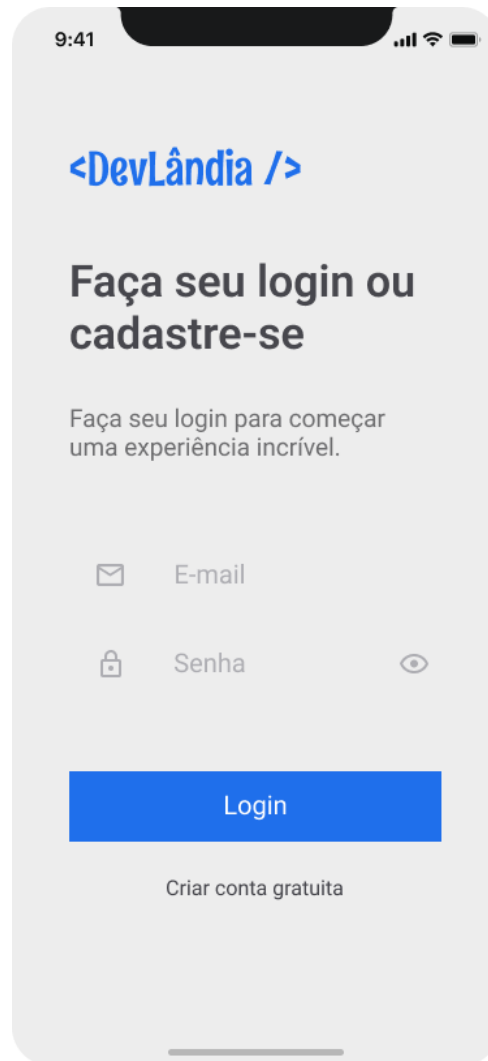 9:41
<DevLândia />
Faça seu login ou
cadastre-se
Faça seu login para começar
uma experiência incrível.
E-mail
Senha
Login
Criar conta gratuita